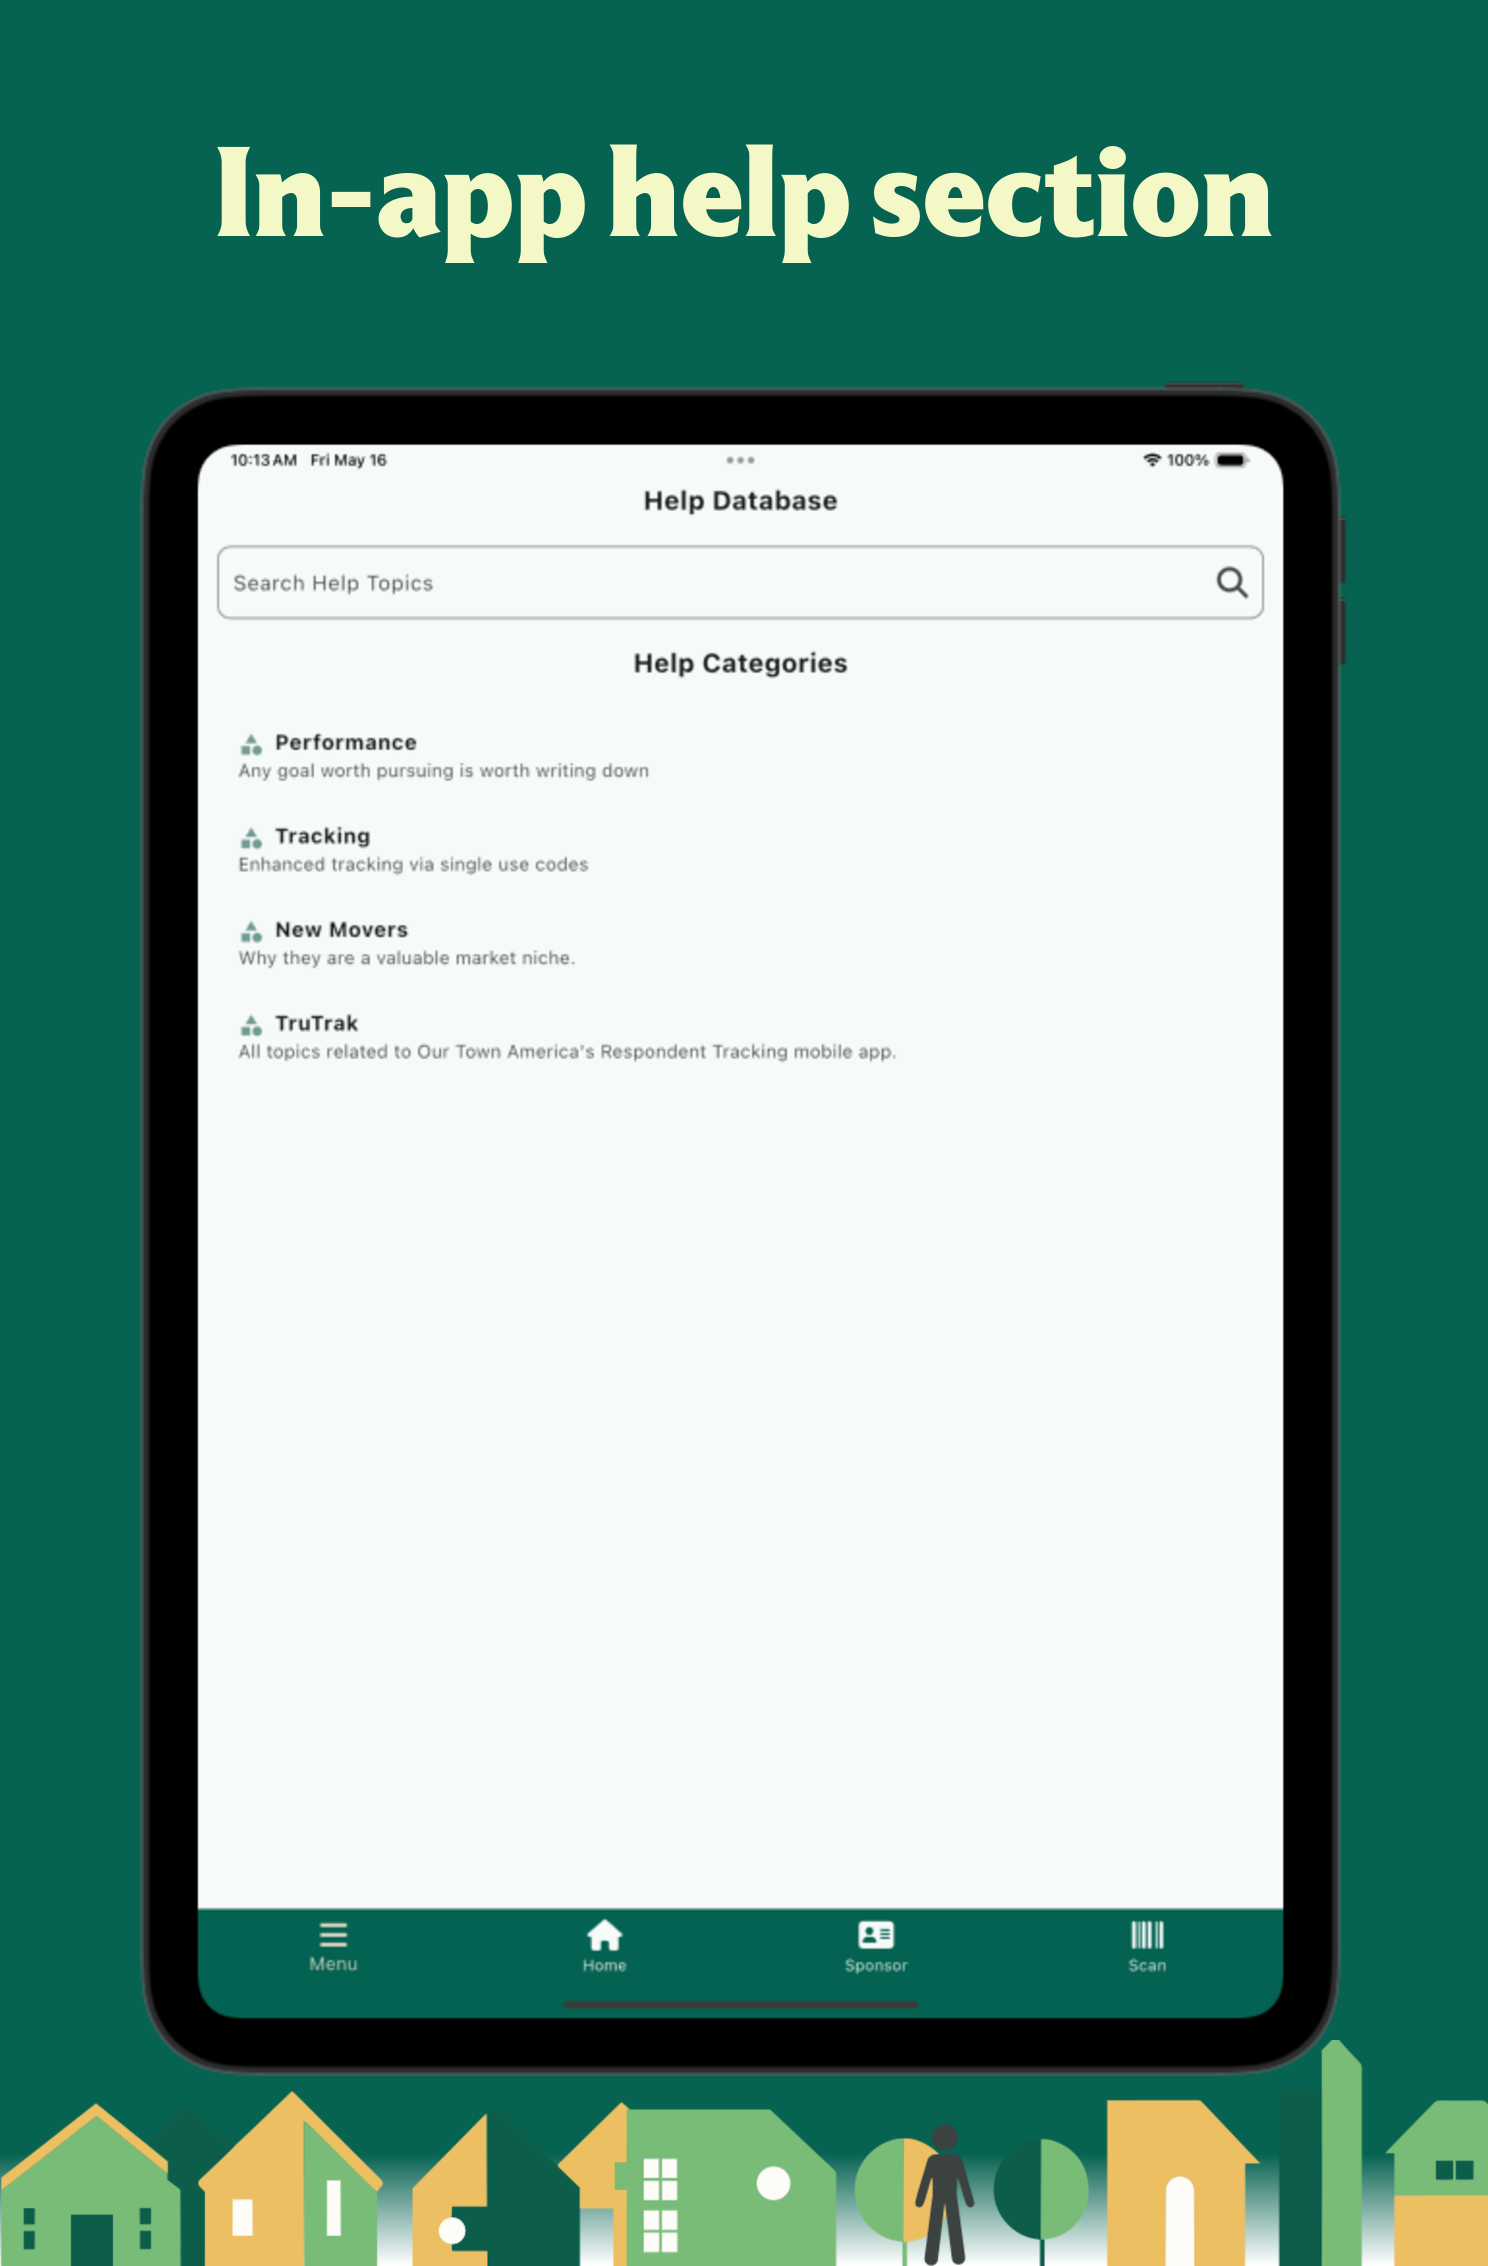 In-app help section
10:13 AM Fri May 16
100%
Help Database
Search Help Topics
Help Categories
Performance
Any goal worth pursuing is worth writing down
Tracking
Enhanced tracking via single use codes
New Movers
Why they are a valuable market niche.
TruTrak
All topics related to Our Town America's Respondent Tracking mobile app.
Menu
Home
Sponsor
Scan